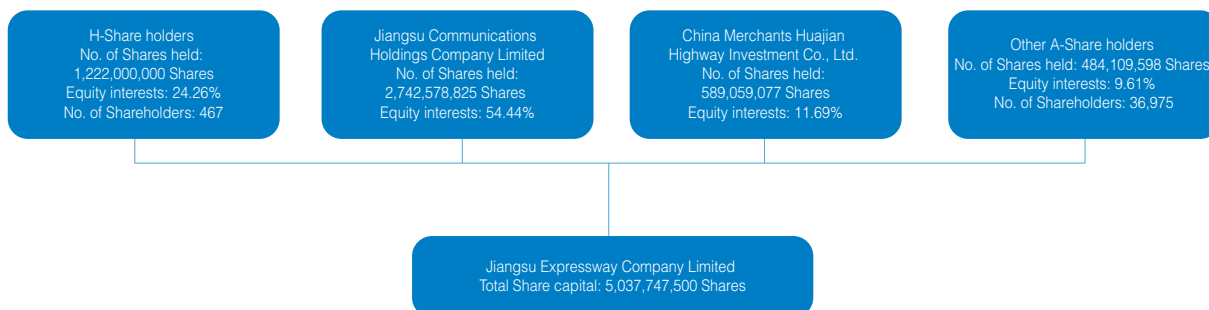 H-Share holders
No. of Shares held:
1,222,000,000 Shares
Equity interests: 24.26%
No. of Shareholders: 467
Jiangsu Communications
Holdings Company Limited
No. of Shares held:
2,742,578,825 Shares
Equity interests: 54.44%
China Merchants Huajian
Highway Investment Co., Ltd.
No. of Shares held:
589,059,077 Shares
Equity interests: 11.69%
Other A-Share holders
No. of Shares held: 484,109,598 Shares
Equity interests: 9.61%
No. of Shareholders: 36,975
Jiangsu Expressway Company Limited
Total Share capital: 5,037,747,500 Shares